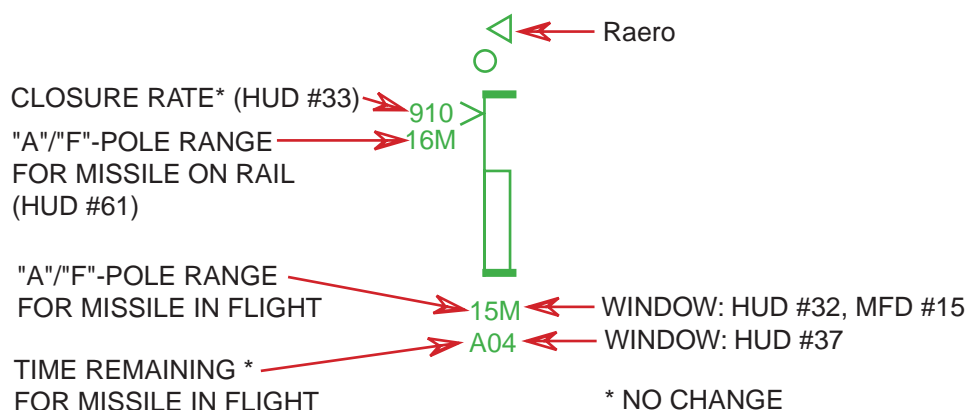 Raero
CLOSURE RATE* (HUD #33)
910
"A"/"F"-POLE RANGE
FOR MISSILE ON RAIL
(HUD #61)
16M
"A"/"F"-POLE RANGE
FOR MISSILE IN FLIGHT
15M
WINDOW: HUD #32, MFD #15
A04
WINDOW: HUD #37
TIME REMAINING *
FOR MISSILE IN FLIGHT
* NO CHANGE